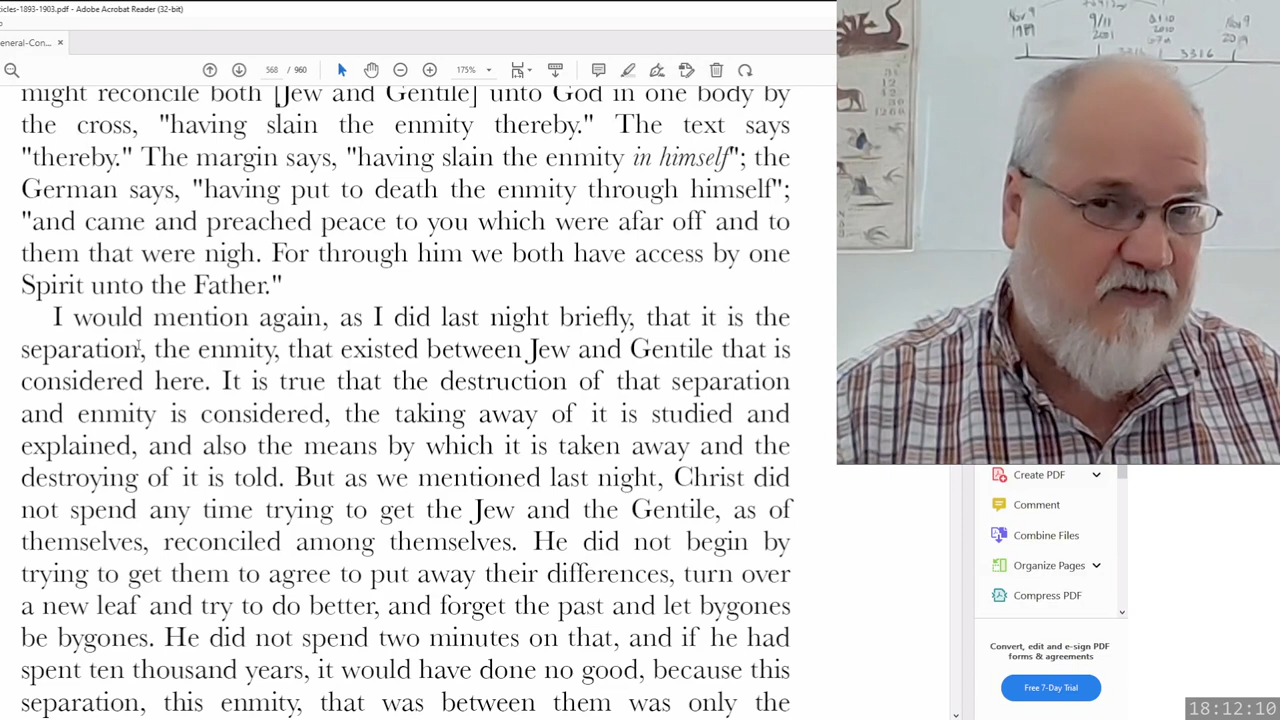 ticles-1893-1903.pdf - Adobe Acrobat Reader (32-bit)
eneral-Con... ×
568 / 960
175%
might reconcile both [Jew and Gentile] unto God in one body by
the cross, "having slain the enmity thereby." The text says
"thereby." The margin says, "having slain the enmity in himself"; the
German says, "having put to death the enmity through himself";
"and came and preached peace to you which were afar off and to
them that were nigh. For through him we both have access by one
Spirit unto the Father."
I would mention again, as I did last night briefly, that it is the
separation, the enmity, that existed between Jew and Gentile that is
considered here. It is true that the destruction of that separation
and enmity is considered, the taking away of it is studied and
explained, and also the means by which it is taken away and the
destroying of it is told. But as we mentioned last night, Christ did
not spend any time trying to get the Jew and the Gentile, as of
themselves, reconciled among themselves. He did not begin by
trying to get them to agree to put away their differences, turn over
a new leaf and try to do better, and forget the past and let bygones
be bygones. He did not spend two minutes on that, and if he had
spent ten thousand years, it would have done no good, because this
separation, this enmity, that was between them was only the
Nov 9
1989
9/11
2001
2010
Nov 9
2019
3316
1260
Create PDF
Comment
Combine Files
Organize Pages
Compress PDF
Convert, edit and e-sign PDF
forms & agreements
Free 7-Day Trial
18:12:10